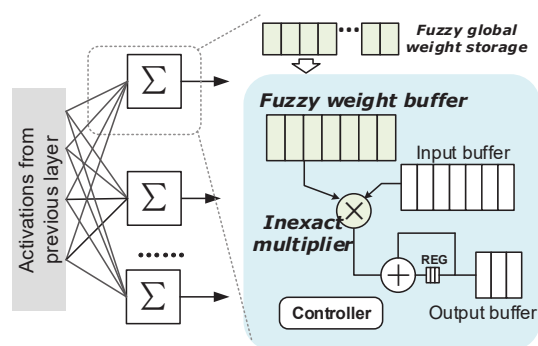 Fuzzy global
weight storage
Activations from
previous layer
Σ
Σ
......
Σ
Fuzzy weight buffer
Input buffer
Inexact
multiplier
REG
Controller
Output buffer